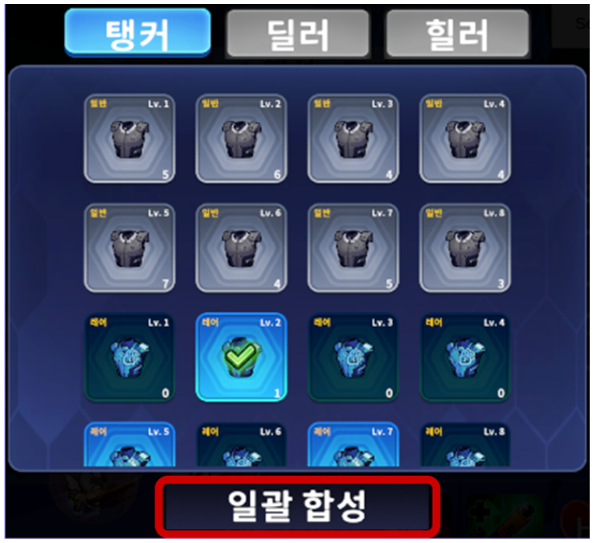 탱커 딜러 힐러
일반 Lv. 1 일반 Lv. 2 일반 Lv. 3 일반 Lv. 4
5 6 4 4
일반 Lv. 5 일반 Lv. 6 일반 Lv. 7 일반 Lv. 8
7 4 5 3
레어 Lv. 1 레어 Lv. 2 레어 Lv. 3 레어 Lv. 4
0 1 0 0
레어 Lv. 5 레어 Lv. 6 레어 Lv. 7 레어 Lv. 8
일괄 합성